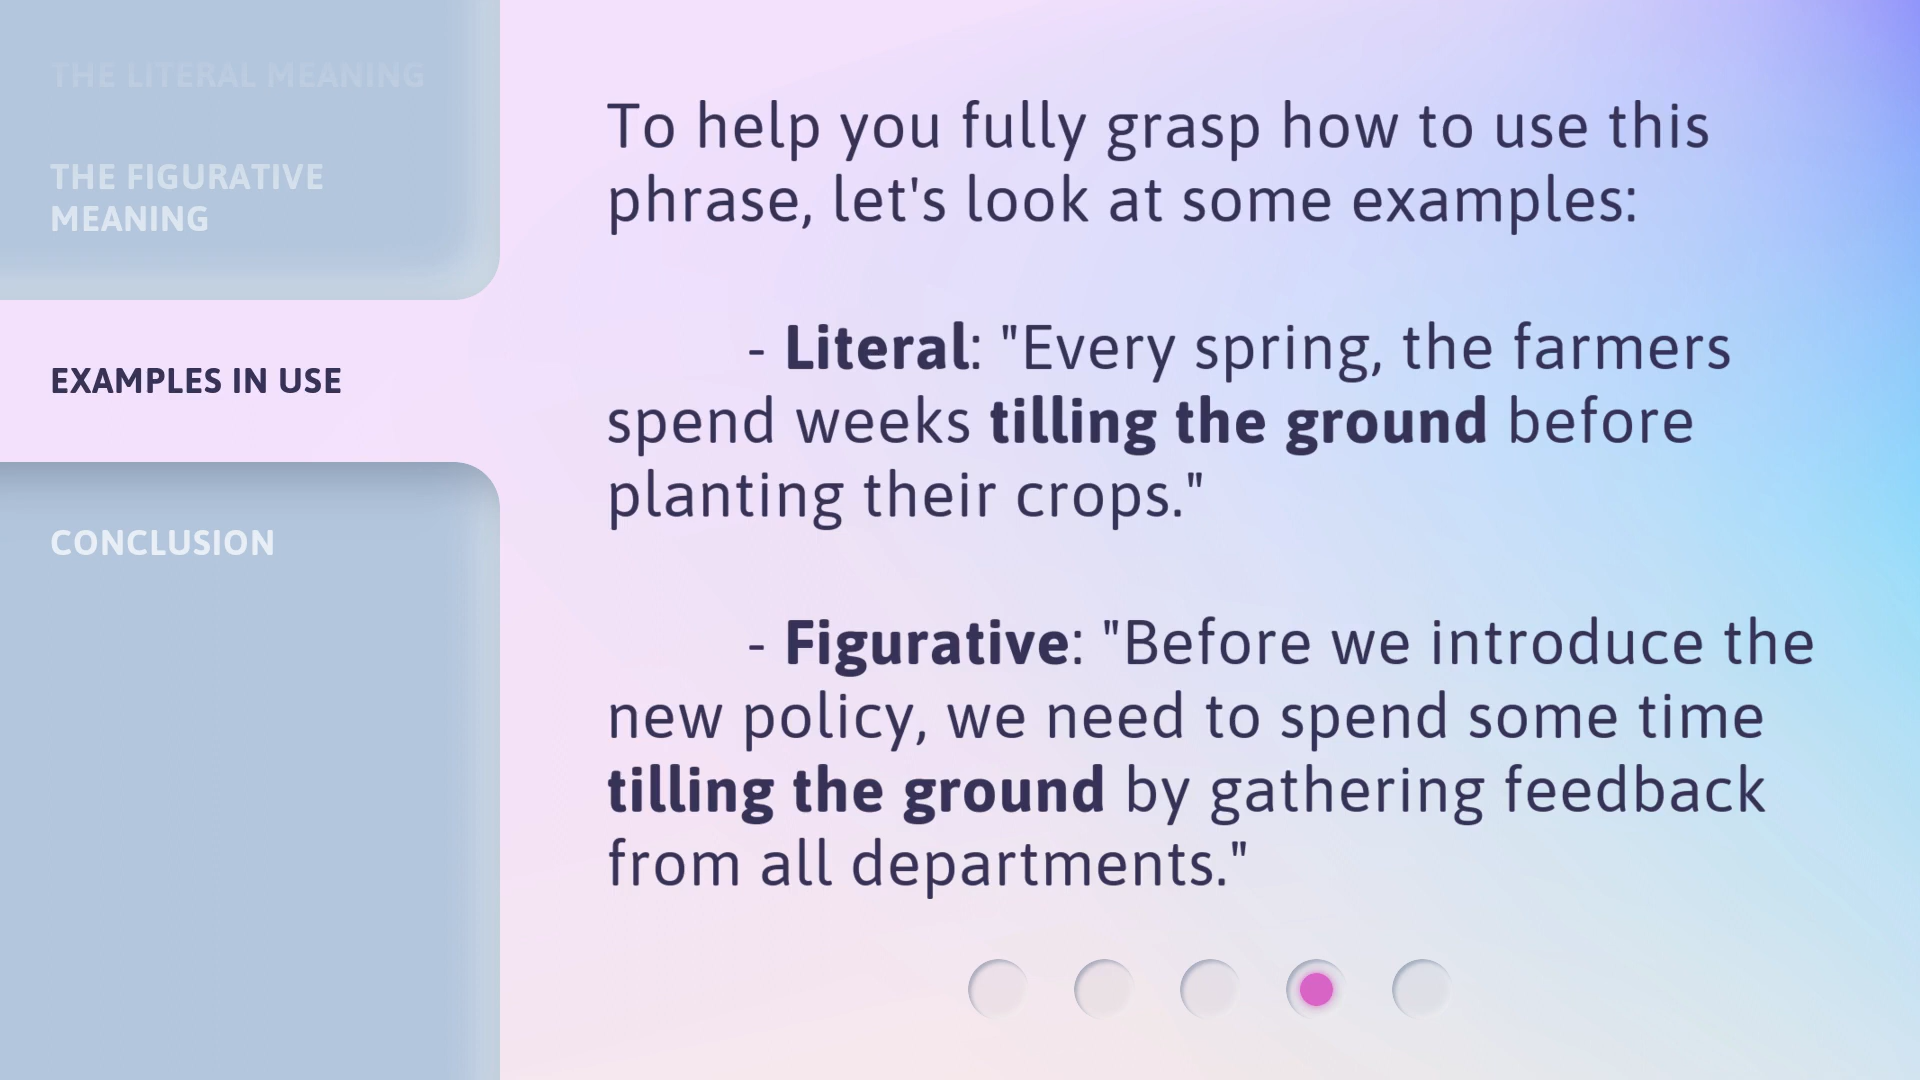 THE LITERAL MEANING
THE FIGURATIVE
MEANING
EXAMPLES IN USE
CONCLUSION
To help you fully grasp how to use this
phrase, let's look at some examples:
- Literal: "Every spring, the farmers
spend weeks tilling the ground before
planting their crops."
- Figurative: "Before we introduce the
new policy, we need to spend some time
tilling the ground by gathering feedback
from all departments."